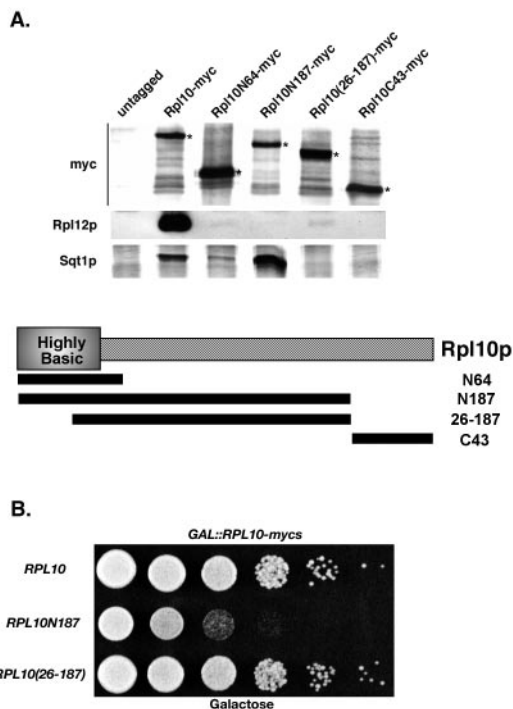 A.
untagged
Rpl10-myc
Rpl10N64-myc
Rpl10N187-myc
Rpl10(26-187)-myc
Rpl10C43-myc
myc
*
*
*
*
*
Rpl12p
Sqt1p
Highly
Basic
Rpl10p
N64
N187
26-187
C43
B.
GAL::RPL10-mycs
RPL10
RPL10N187
RPL10(26-187)
Galactose